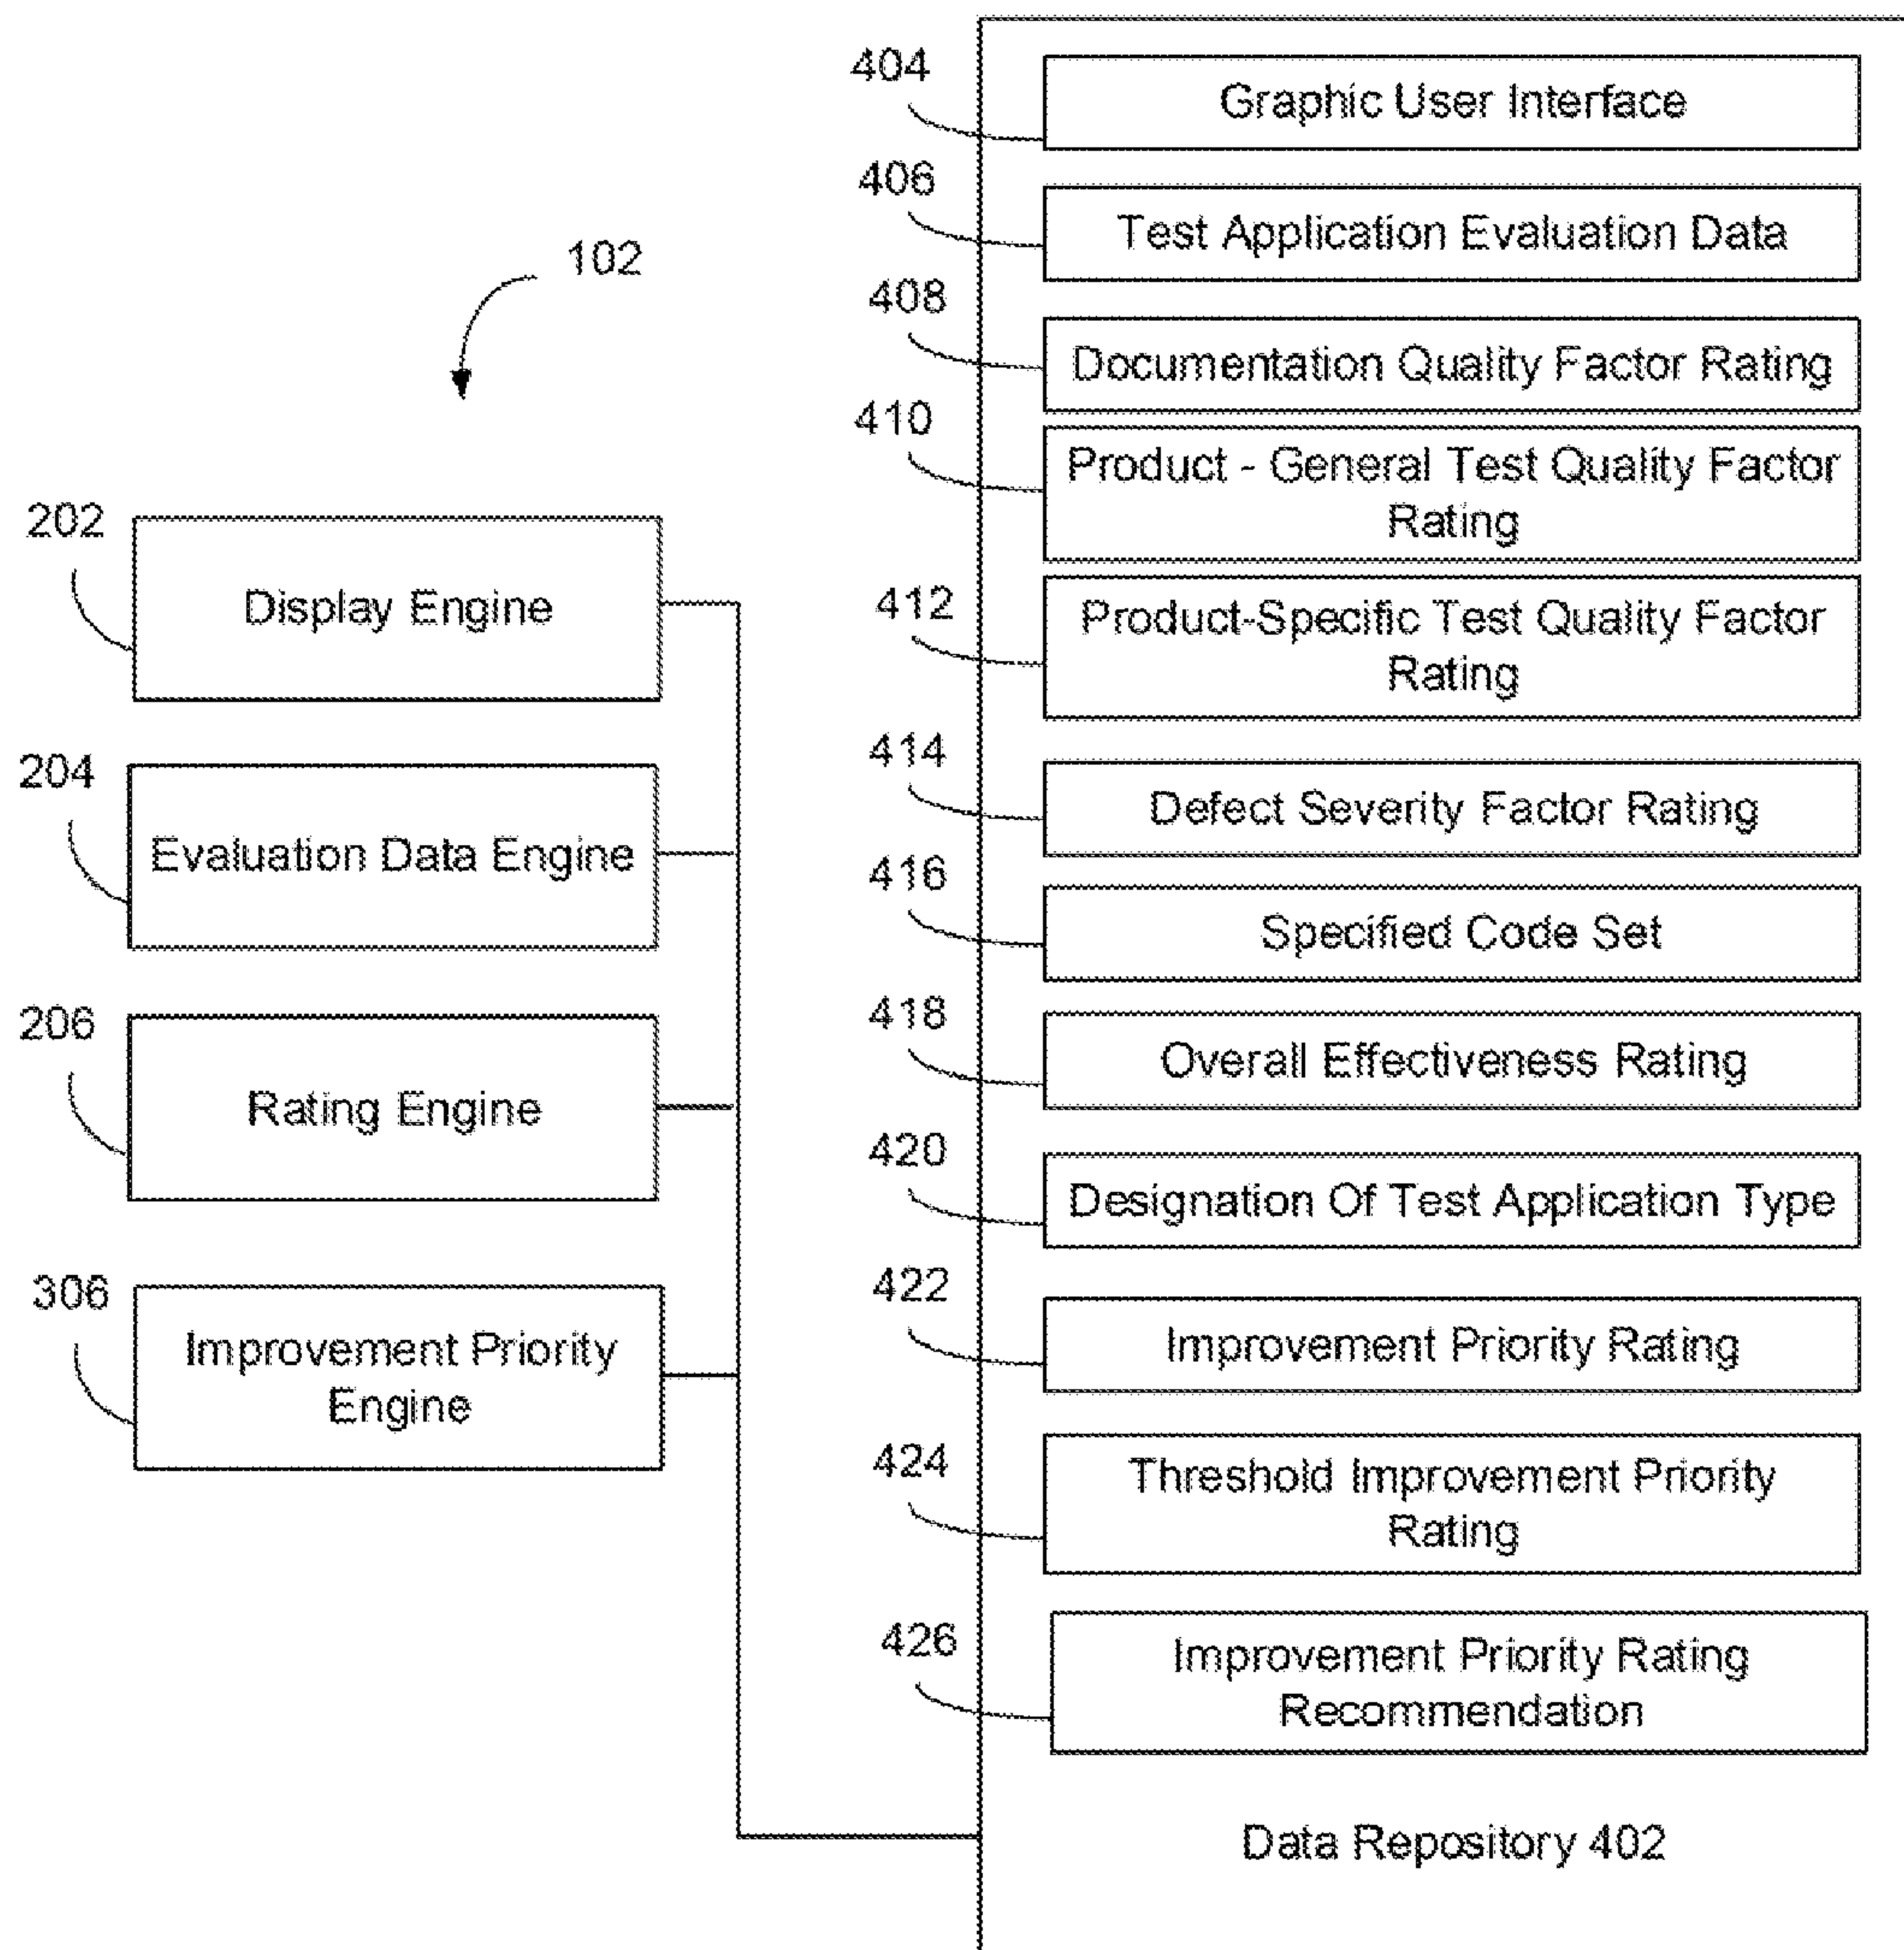 102
202
Display Engine
204
Evaluation Data Engine
206
Rating Engine
306
Improvement Priority
Engine
404
Graphic User Interface
406
Test Application Evaluation Data
408
Documentation Quality Factor Rating
410
Product - General Test Quality Factor
Rating
412
Product-Specific Test Quality Factor
Rating
414
Defect Severity Factor Rating
416
Specified Code Set
418
Overall Effectiveness Rating
420
Designation Of Test Application Type
422
Improvement Priority Rating
424
Threshold Improvement Priority
Rating
426
Improvement Priority Rating
Recommendation
Data Repository 402